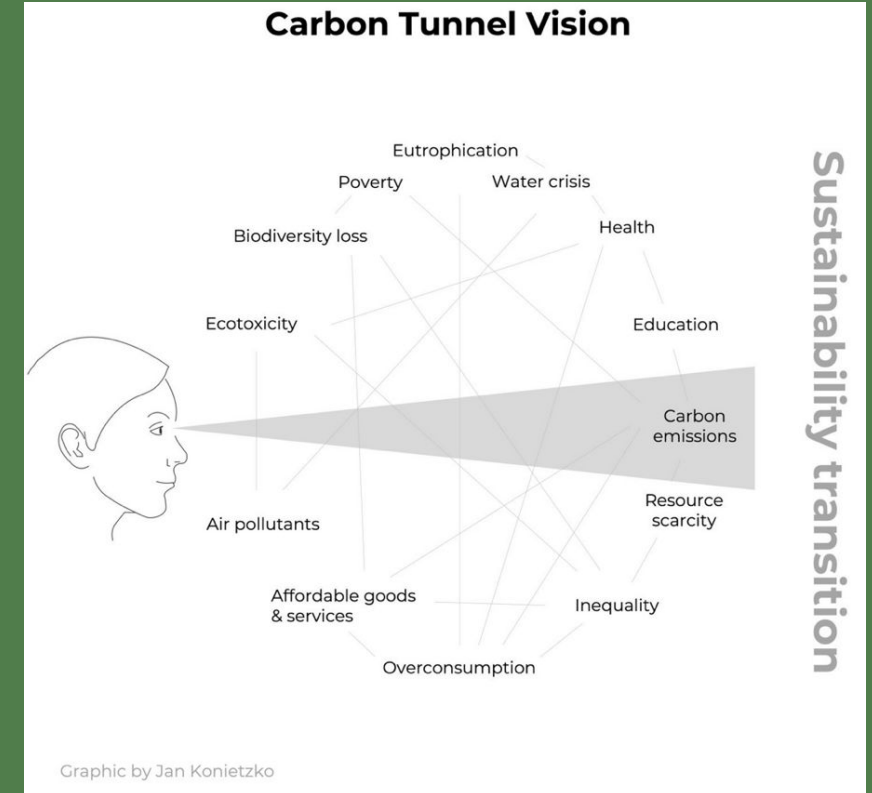 Carbon Tunnel Vision
Eutrophication
Poverty
Water crisis
Health
Biodiversity loss
Ecotoxicity
Education
Carbon
emissions
Resource
scarcity
Air pollutants
Affordable goods
& services
Inequality
Overconsumption
Sustainability transition
Graphic by Jan Konietzko